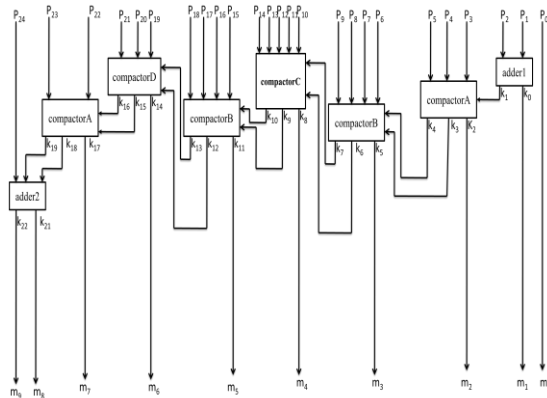 P₂₄ P₂₃ P₂₂ P₂₁ P₂₀ P₁₉ P₁₈ P₁₇ P₁₆ P₁₅ P₁₄ P₁₃ P₁₂ P₁₁ P₁₀ P₉ P₈ P₇ P₆ P₅ P₄ P₃ P₂ P₁ P₀
compactorD compactorC adder1
k₁₆ k₁₅ k₁₄ k₁ k₀
compactorA compactorB compactorB compactorA
k₁₀ k₉ k₈ k₄ k₃ k₂
k₁₉ k₁₈ k₁₇ k₁₃ k₁₂ k₁₁ k₇ k₆ k₅
adder2
k₂₂ k₂₁
m₉ m₈ m₇ m₆ m₅ m₄ m₃ m₂ m₁ m